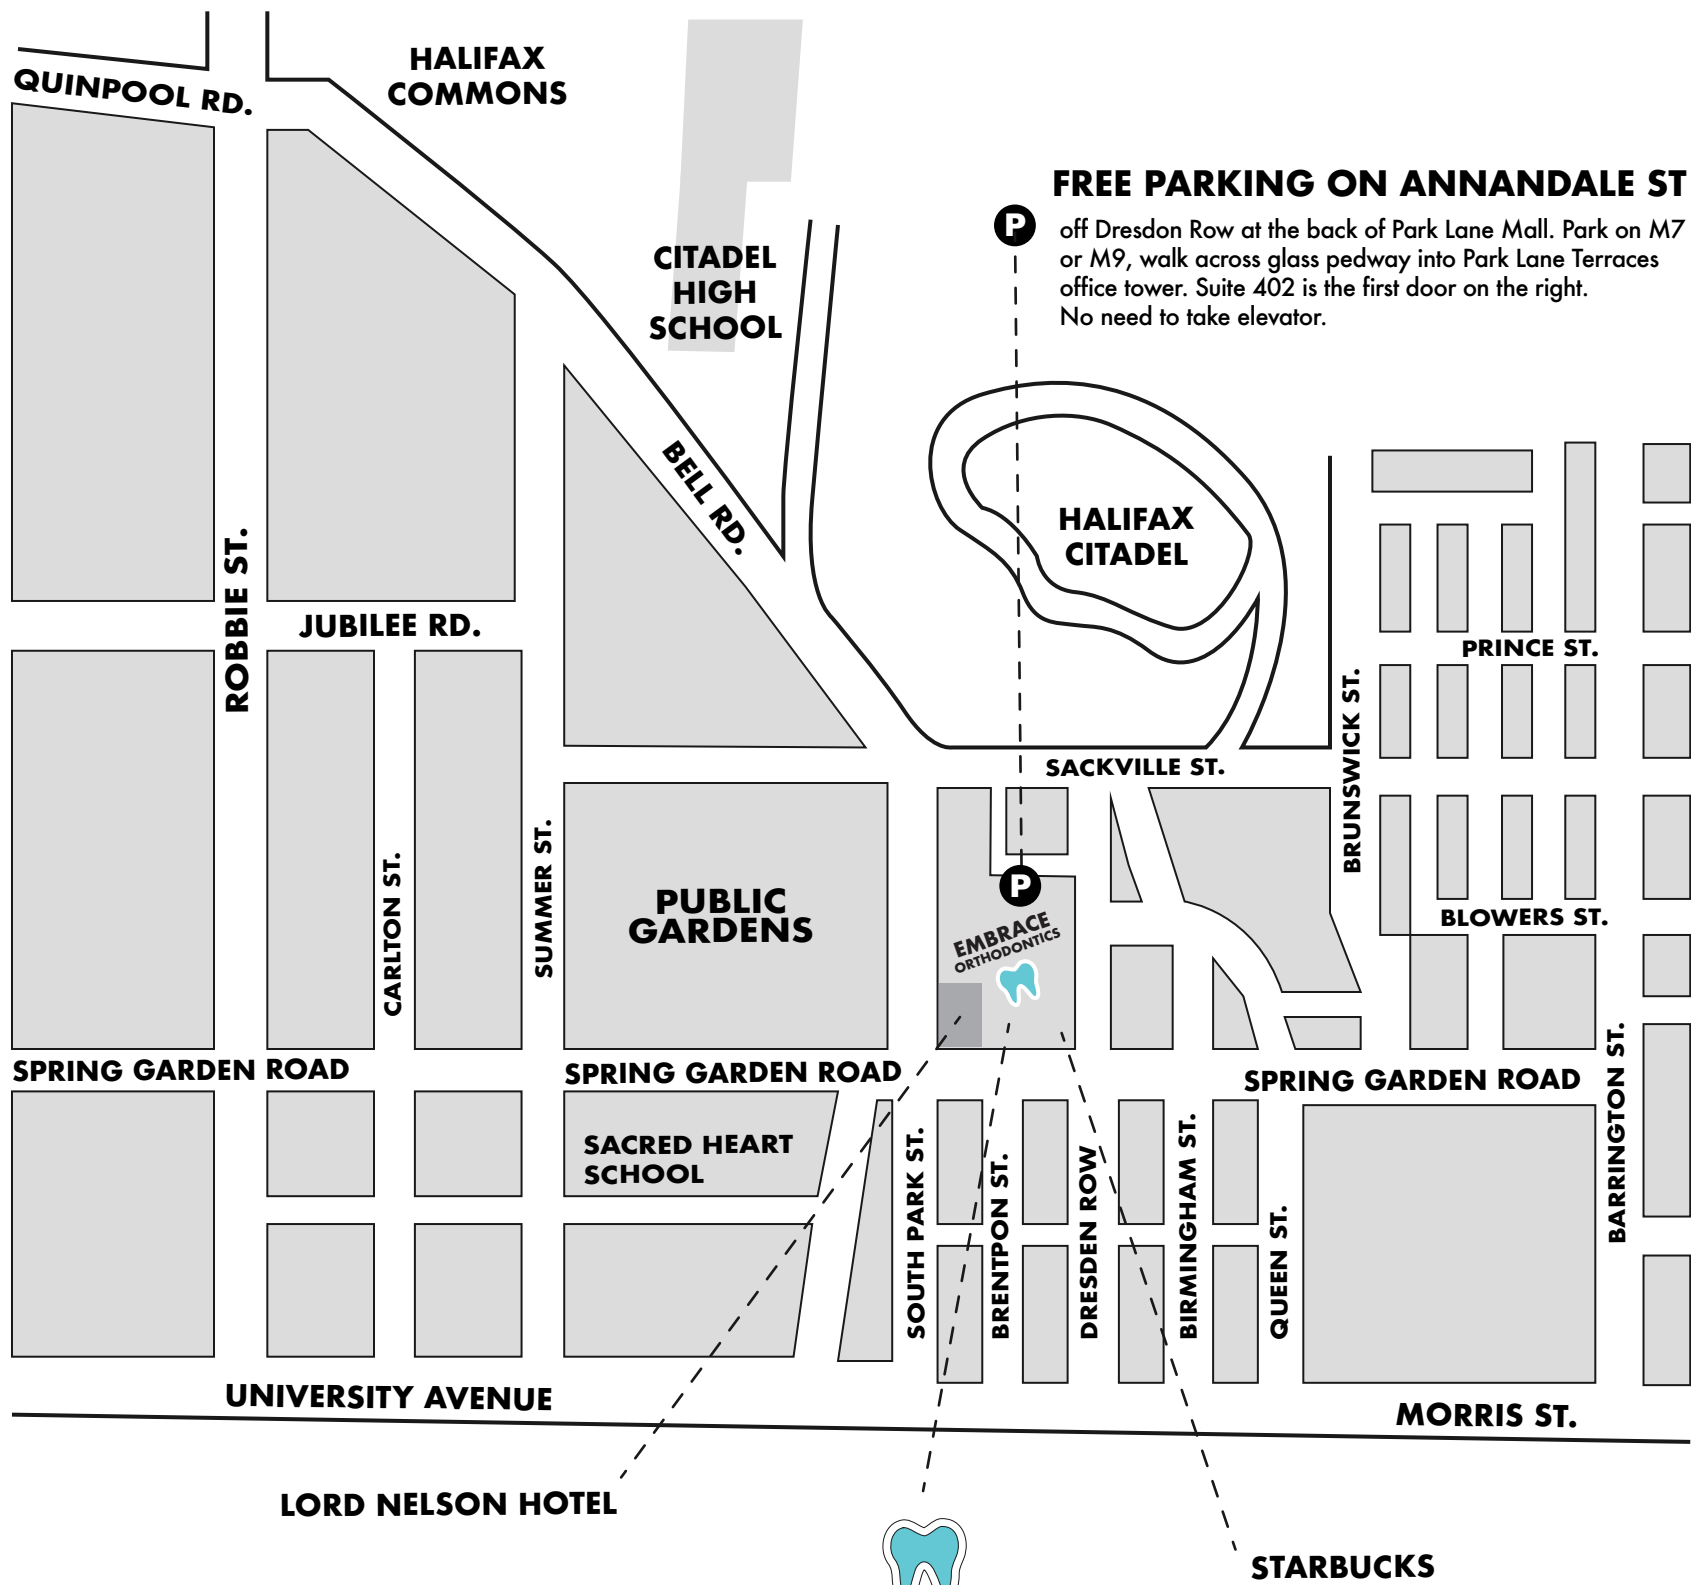 HALIFAX
COMMONS
QUINPOOL RD.
FREE PARKING ON ANNANDALE ST
P
off Dresdon Row at the back of Park Lane Mall. Park on M7
or M9, walk across glass pedway into Park Lane Terraces
office tower. Suite 402 is the first door on the right.
No need to take elevator.
CITADEL
HIGH
SCHOOL
BELL RD.
HALIFAX
CITADEL
ROBBIE ST.
JUBILEE RD.
PRINCE ST.
BRUNSWICK ST.
SACKVILLE ST.
CARLTON ST.
SUMMER ST.
PUBLIC
GARDENS
P
EMBRACE
ORTHODONTICS
BLOWERS ST.
SPRING GARDEN ROAD
SPRING GARDEN ROAD
SPRING GARDEN ROAD
BARRINGTON ST.
SACRED HEART
SCHOOL
SOUTH PARK ST.
BRENTPON ST.
DRESDEN ROW
BIRMINGHAM ST.
QUEEN ST.
UNIVERSITY AVENUE
MORRIS ST.
LORD NELSON HOTEL
STARBUCKS